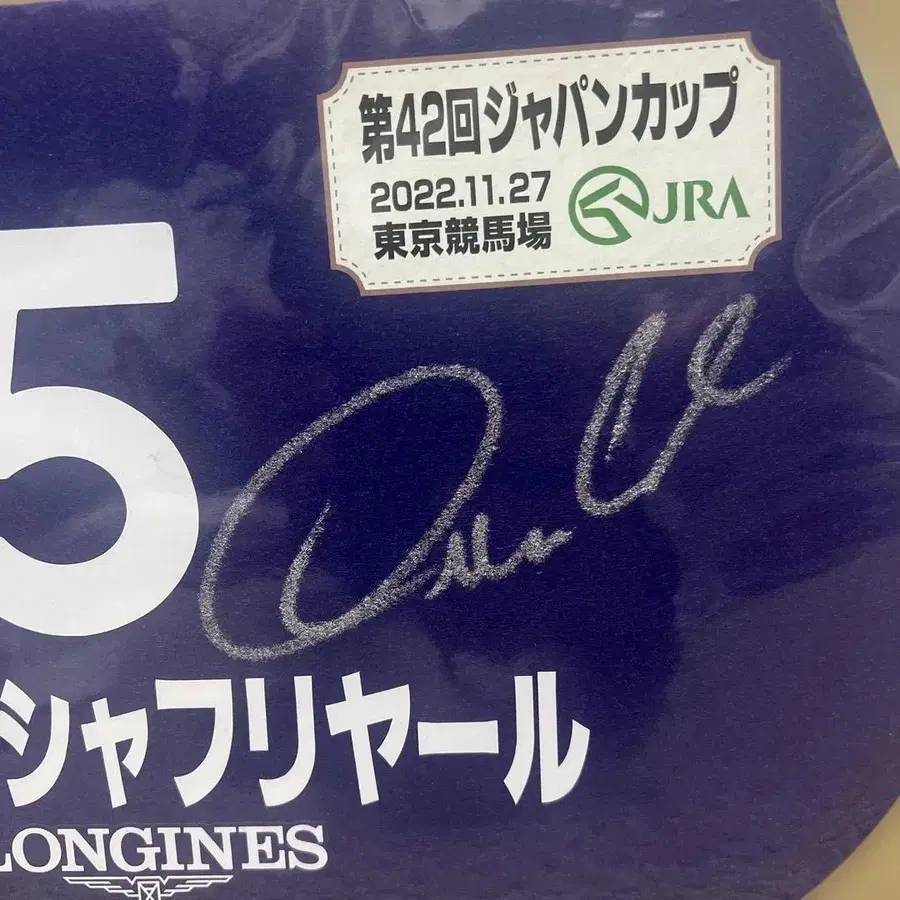 第42回ジャパンカップ
2022.11.27
東京競馬場
JRA
5
シャフリヤール
LONGINES